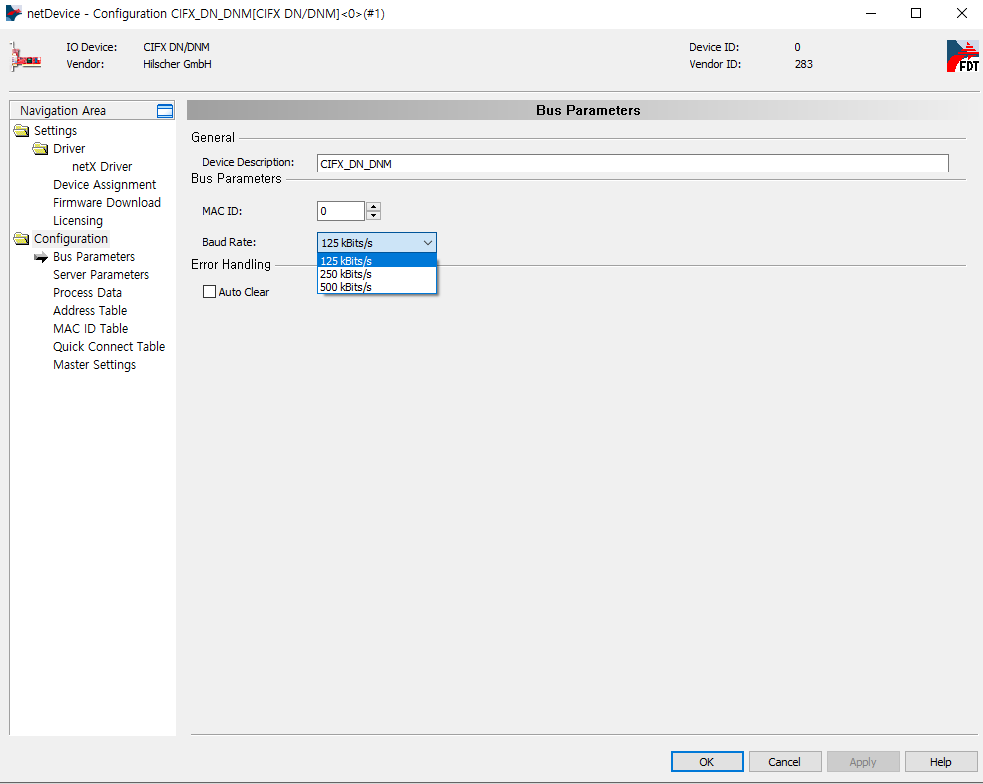 netDevice - Configuration CIFX_DN_DNM[CIFX DN/DNM]<0>(#1)
IO Device: CIFX DN/DNM Device ID: 0
Vendor: Hilscher GmbH Vendor ID: 283
FDT
Navigation Area
Settings
Driver
netX Driver
Device Assignment
Firmware Download
Licensing
Configuration
Bus Parameters
Server Parameters
Process Data
Address Table
MAC ID Table
Quick Connect Table
Master Settings
Bus Parameters
General
Device Description: CIFX_DN_DNM
Bus Parameters
MAC ID: 0
Baud Rate: 125 kBits/s
125 kBits/s
250 kBits/s
500 kBits/s
Error Handling
Auto Clear
OK Cancel Apply Help